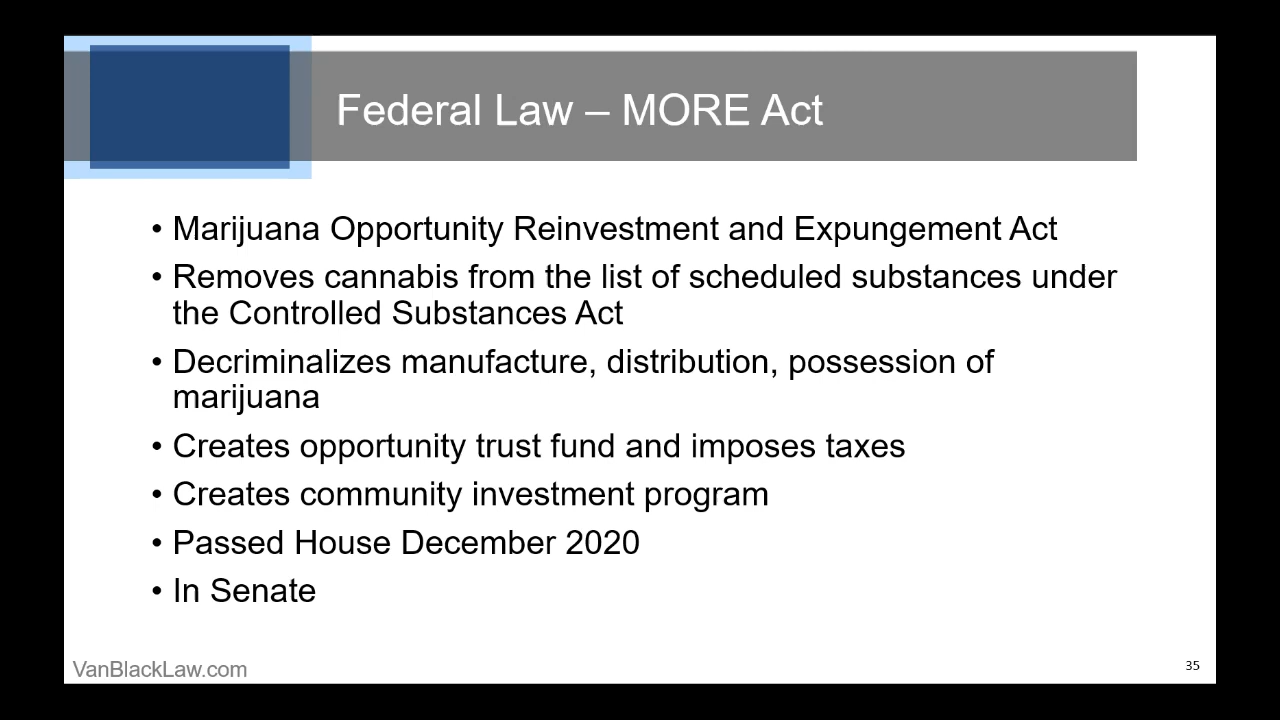 Federal Law – MORE Act
• Marijuana Opportunity Reinvestment and Expungement Act
• Removes cannabis from the list of scheduled substances under
the Controlled Substances Act
• Decriminalizes manufacture, distribution, possession of
marijuana
• Creates opportunity trust fund and imposes taxes
• Creates community investment program
• Passed House December 2020
• In Senate
VanBlackLaw.com
35